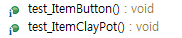 test_ItemButton() : void
test_ItemClayPot() : void